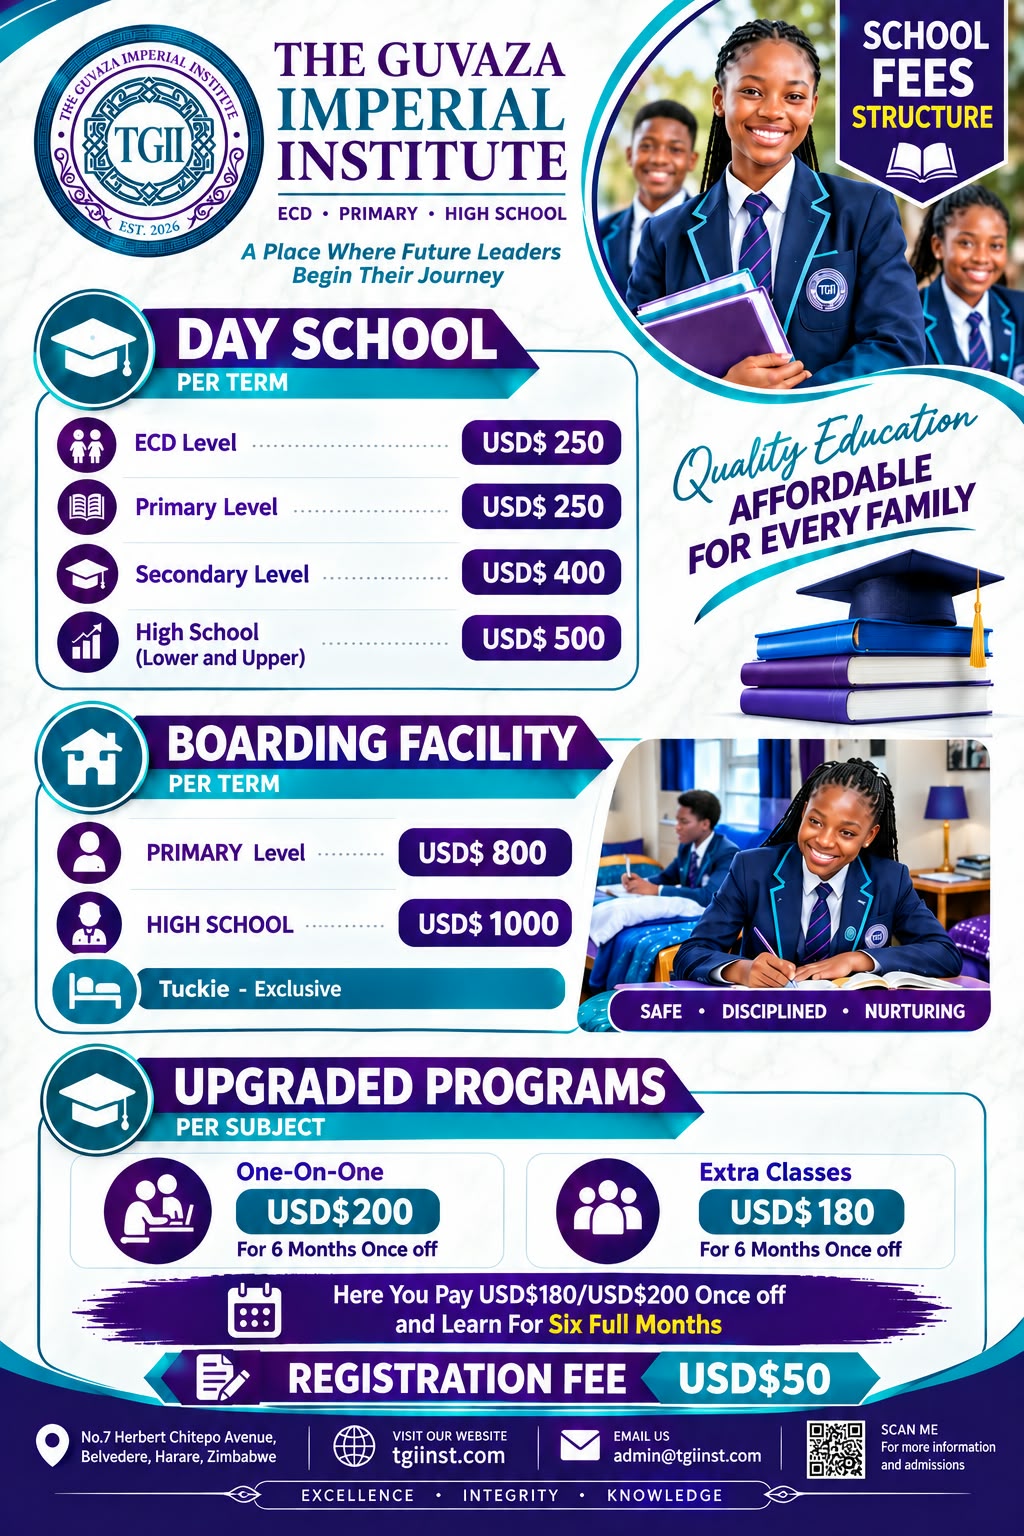 THE GUVAZA IMPERIAL INSTITUTE
TGII
EST. 2026
THE GUVAZA
IMPERIAL
INSTITUTE
ECD • PRIMARY • HIGH SCHOOL
A Place Where Future Leaders
Begin Their Journey
SCHOOL
FEES
STRUCTURE
TGII
DAY SCHOOL
PER TERM
ECD Level USD$ 250
Primary Level USD$ 250
Secondary Level USD$ 400
High School
(Lower and Upper) USD$ 500
Quality Education
AFFORDABLE
FOR EVERY FAMILY
BOARDING FACILITY
PER TERM
PRIMARY Level USD$ 800
HIGH SCHOOL USD$ 1000
Tuckie - Exclusive
SAFE • DISCIPLINED • NURTURING
UPGRADED PROGRAMS
PER SUBJECT
One-On-One
USD$200
For 6 Months Once off
Extra Classes
USD$180
For 6 Months Once off
Here You Pay USD$180/USD$200 Once off
and Learn For Six Full Months
REGISTRATION FEE USD$50
No.7 Herbert Chitepo Avenue,
Belvedere, Harare, Zimbabwe
VISIT OUR WEBSITE
tgiinst.com
EMAIL US
admin@tgiinst.com
SCAN ME
For more information
and admissions
EXCELLENCE • INTEGRITY • KNOWLEDGE